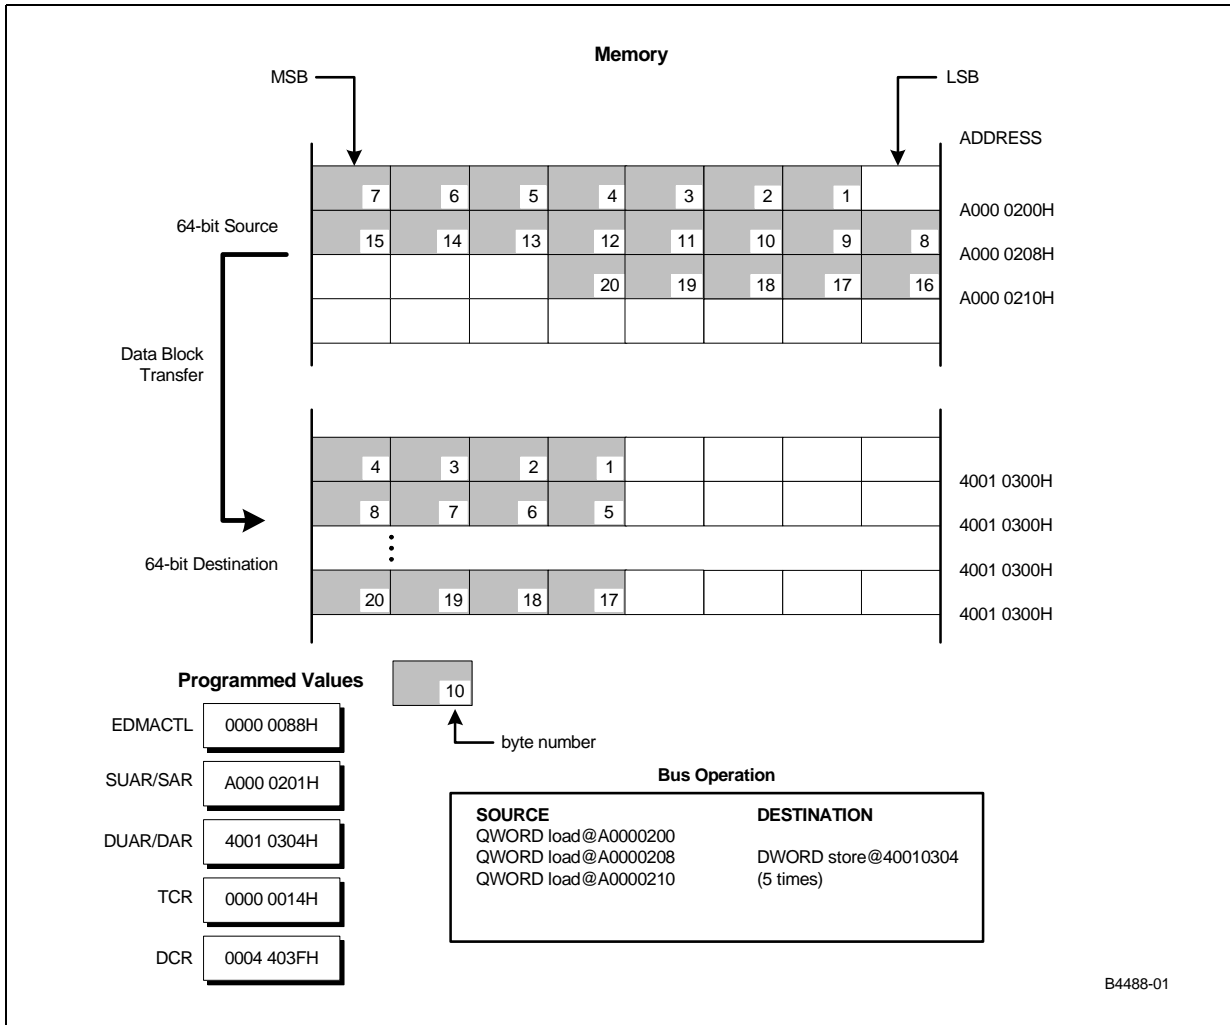 Memory
MSB
LSB
ADDRESS
7 6 5 4 3 2 1
A000 0200H
64-bit Source
15 14 13 12 11 10 9 8
A000 0208H
20 19 18 17 16
A000 0210H
Data Block
Transfer
4 3 2 1
4001 0300H
8 7 6 5
4001 0300H
64-bit Destination
4001 0300H
20 19 18 17
4001 0300H
Programmed Values
10
byte number
EDMACTL 0000 0088H
SUAR/SAR A000 0201H
DUAR/DAR 4001 0304H
TCR 0000 0014H
DCR 0004 403FH
Bus Operation
SOURCE DESTINATION
QWORD load@A0000200
QWORD load@A0000208 DWORD store@40010304
QWORD load@A0000210 (5 times)
B4488-01